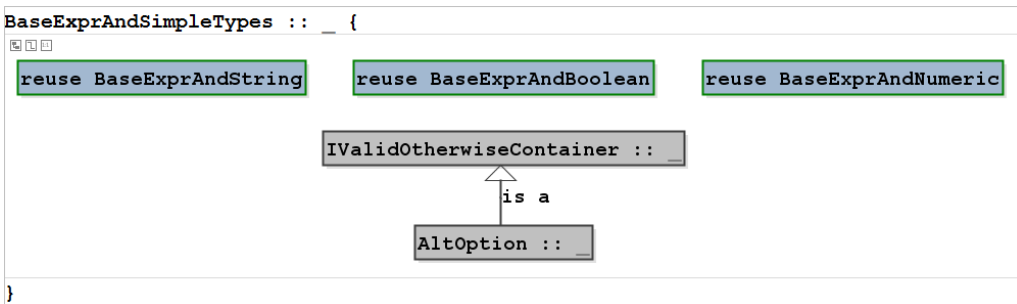 BaseExprAndSimpleTypes :: _ {
reuse BaseExprAndString
reuse BaseExprAndBoolean
reuse BaseExprAndNumeric
IValidOtherwiseContainer :: _
is a
AltOption :: _
}